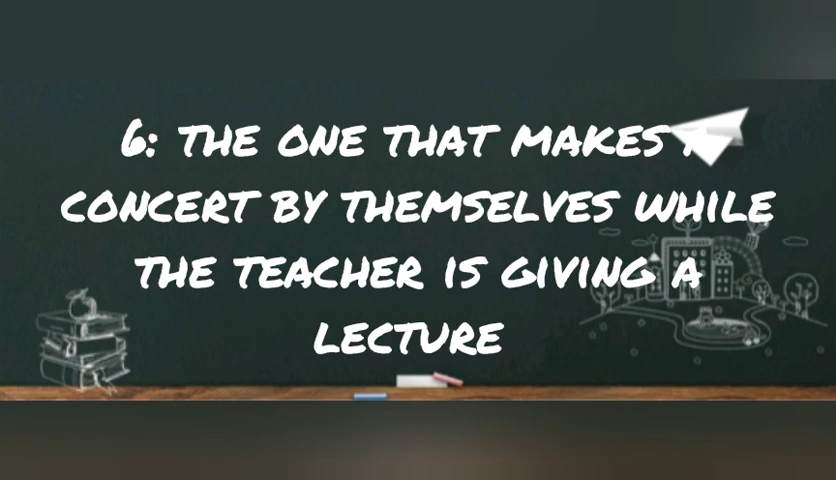 6: THE ONE THAT MAKES A
CONCERT BY THEMSELVES WHILE
THE TEACHER IS GIVING A
LECTURE